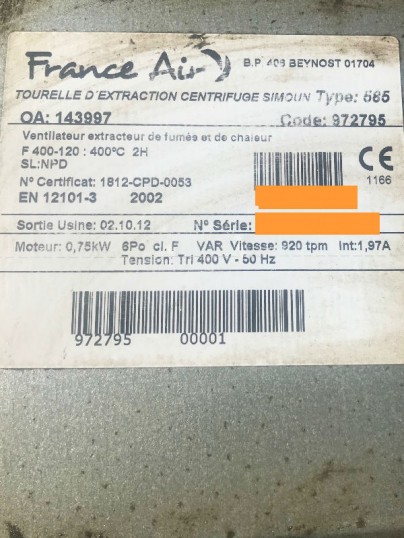 France Air
B.P 406 BEYNOST 01704
TOURELLE D'EXTRACTION CENTRIFUGE SIMOUN Type: 585
OA: 143997 Code: 972795
Ventilateur extracteur de fumés et de chaleur
F 400-120 : 400°C 2H
SL:NPD
N° Certificat: 1812-CPD-0053
EN 12101-3 2002
CE
1166
Sortie Usine: 02.10.12 N° Série:
Moteur: 0,75kW 6Po cl. F VAR Vitesse: 920 tpm Int:1,97A
Tension: Tri 400 V - 50 Hz
972795 00001